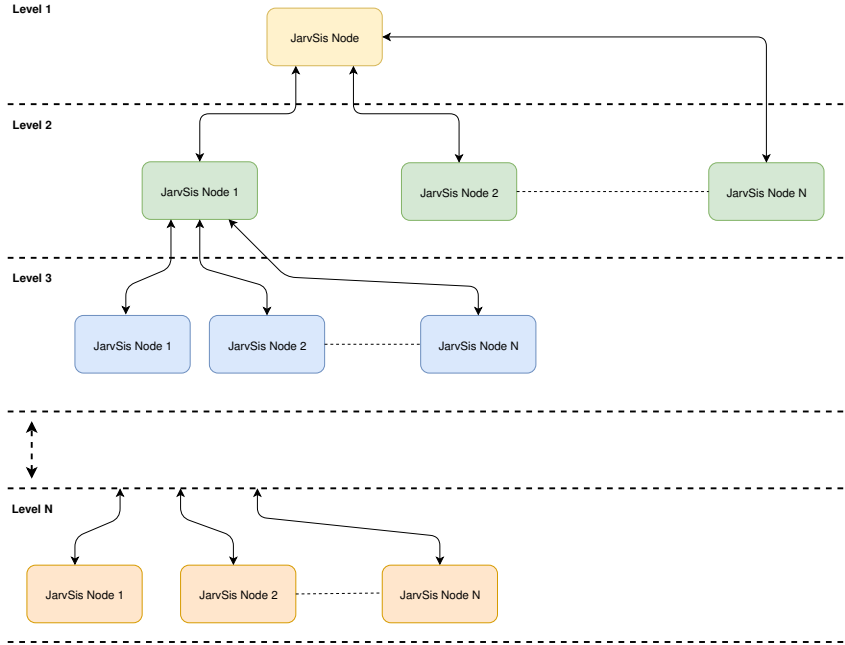 Level 1
JarvSis Node
Level 2
JarvSis Node 1
JarvSis Node 2
JarvSis Node N
Level 3
JarvSis Node 1
JarvSis Node 2
JarvSis Node N
Level N
JarvSis Node 1
JarvSis Node 2
JarvSis Node N